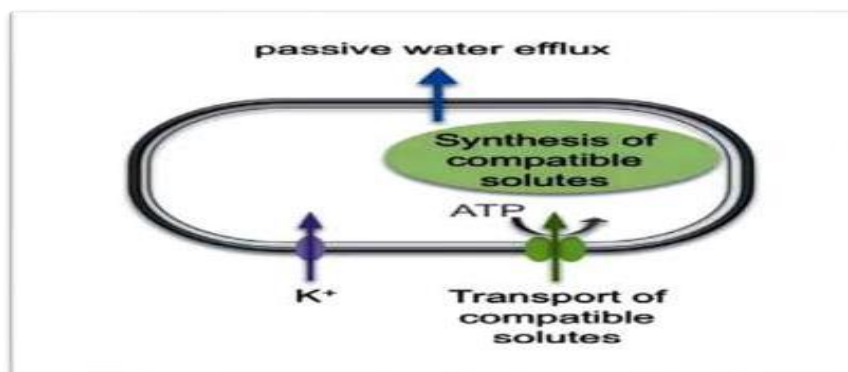 passive water efflux
Synthesis of
compatible
solutes
ATP
K⁺
Transport of
compatible
solutes